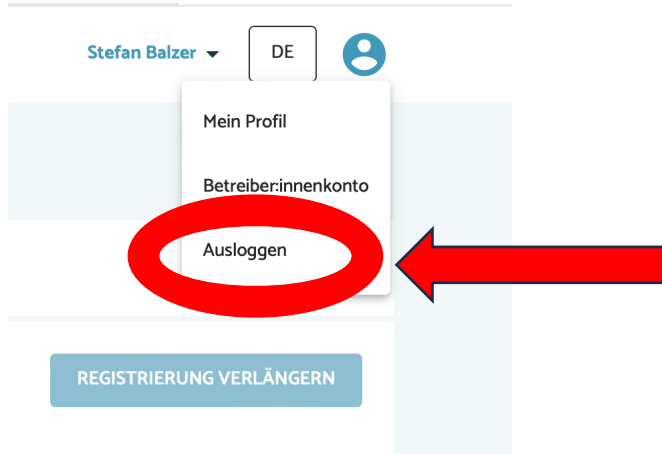 Stefan Balzer
DE
Mein Profil
Betreiber:innenkonto
Ausloggen
REGISTRIERUNG VERLÄNGERN